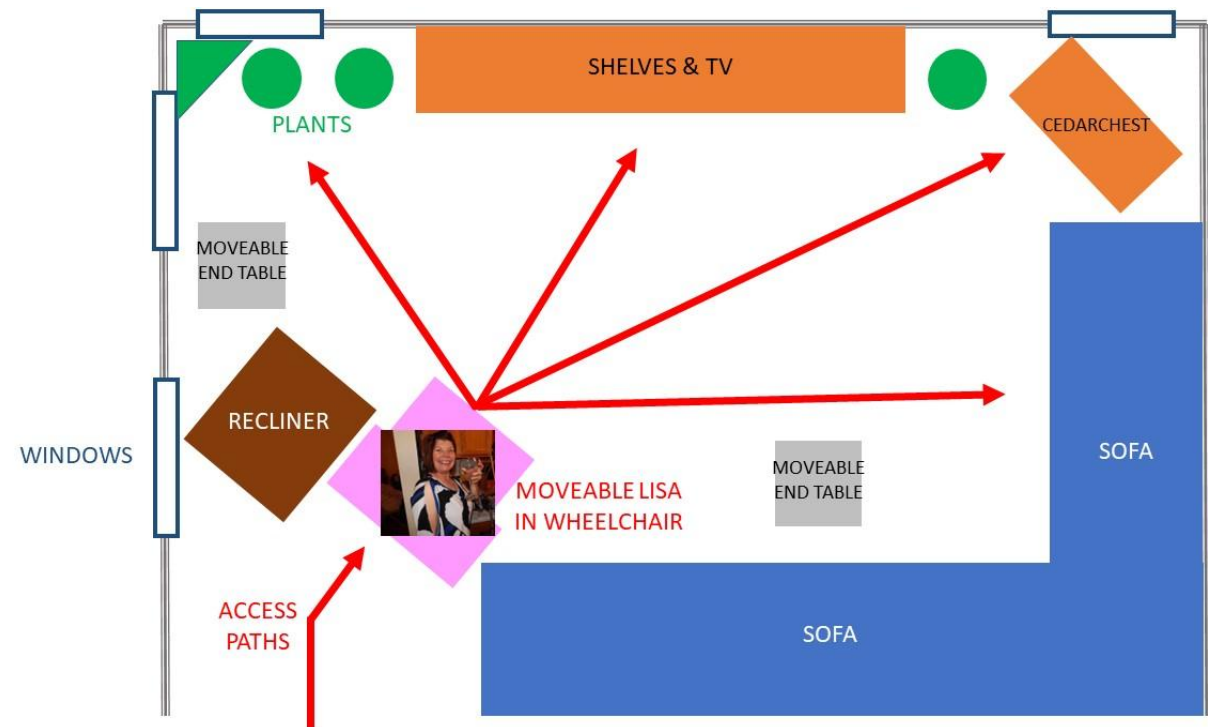 SHELVES & TV
PLANTS
CEDARCHEST
MOVEABLE
END TABLE
RECLINER
WINDOWS
MOVEABLE LISA
IN WHEELCHAIR
MOVEABLE
END TABLE
SOFA
ACCESS
PATHS
SOFA